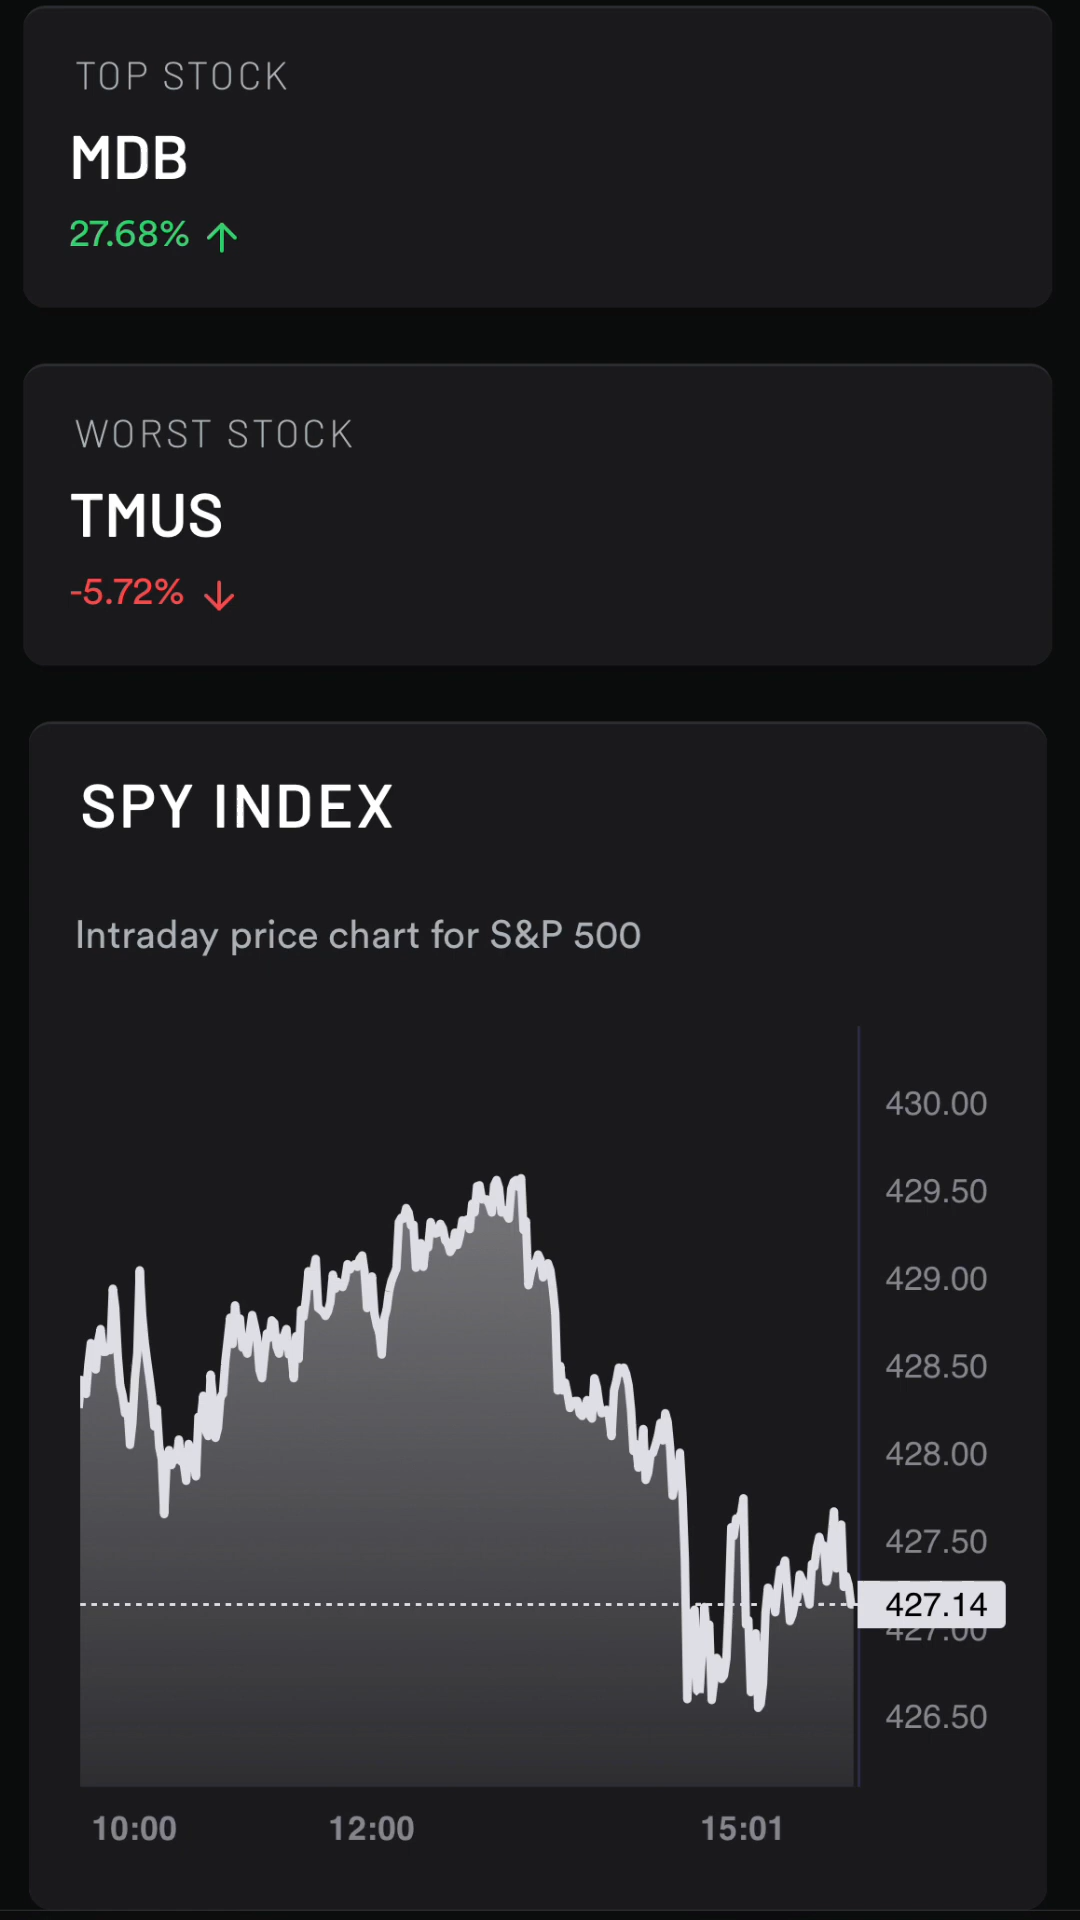 TOP STOCK
MDB
27.68% ↑
WORST STOCK
TMUS
-5.72% ↓
SPY INDEX
Intraday price chart for S&P 500
430.00
429.50
429.00
428.50
428.00
427.50
427.14
427.00
426.50
10:00 12:00 15:01